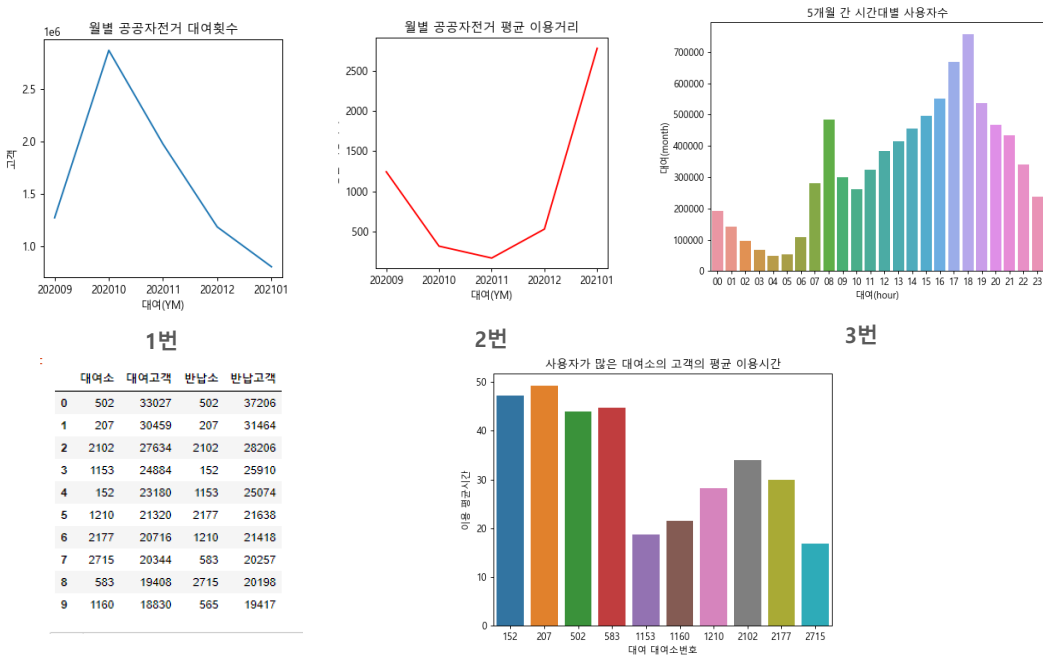 월별 공공자전거 대여횟수
1e6
2.5
2.0
1.5
1.0
고객
202009 202010 202011 202012 202101
대여(YM)
월별 공공자전거 평균 이용거리
2500
2000
1500
1000
500
202009 202010 202011 202012 202101
대여(YM)
5개월 간 시간대별 사용자수
700000
600000
500000
400000
300000
200000
100000
0
대여(month)
00 01 02 03 04 05 06 07 08 09 10 11 12 13 14 15 16 17 18 19 20 21 22 23
대여(hour)
1번
2번
3번
대여소 대여고객 반납소 반납고객
0 502 33027 502 37206
1 207 30459 207 31464
2 2102 27634 2102 28206
3 1153 24884 152 25910
4 152 23180 1153 25074
5 1210 21320 2177 21638
6 2177 20716 1210 21418
7 2715 20344 583 20257
8 583 19408 2715 20198
9 1160 18830 565 19417
사용자가 많은 대여소의 고객의 평균 이용시간
50
40
30
20
10
0
이용 평균시간
152 207 502 583 1153 1160 1210 2102 2177 2715
대여 대여소번호